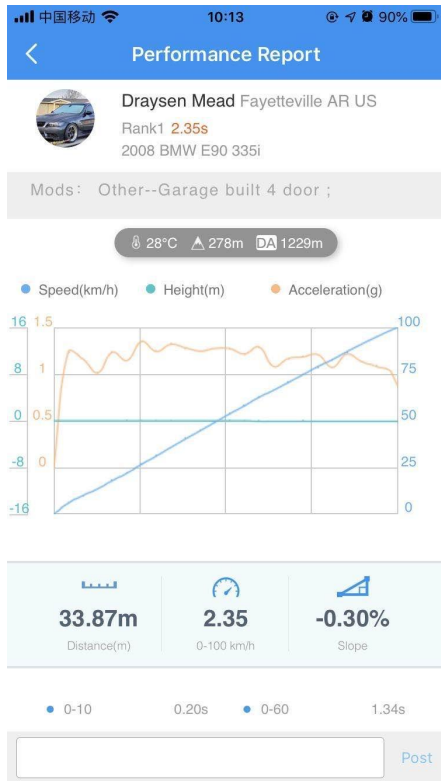 中国移动 10:13 90%
Performance Report
Draysen Mead Fayetteville AR US
Rank1 2.35s
2008 BMW E90 335i
Mods: Other--Garage built 4 door ;
28°C 278m DA 1229m
Speed(km/h) Height(m) Acceleration(g)
16 1.5 100
8 1 75
0 0.5 50
-8 0 25
-16 0
33.87m 2.35 -0.30%
Distance(m) 0-100 km/h Slope
0-10 0.20s 0-60 1.34s
Post